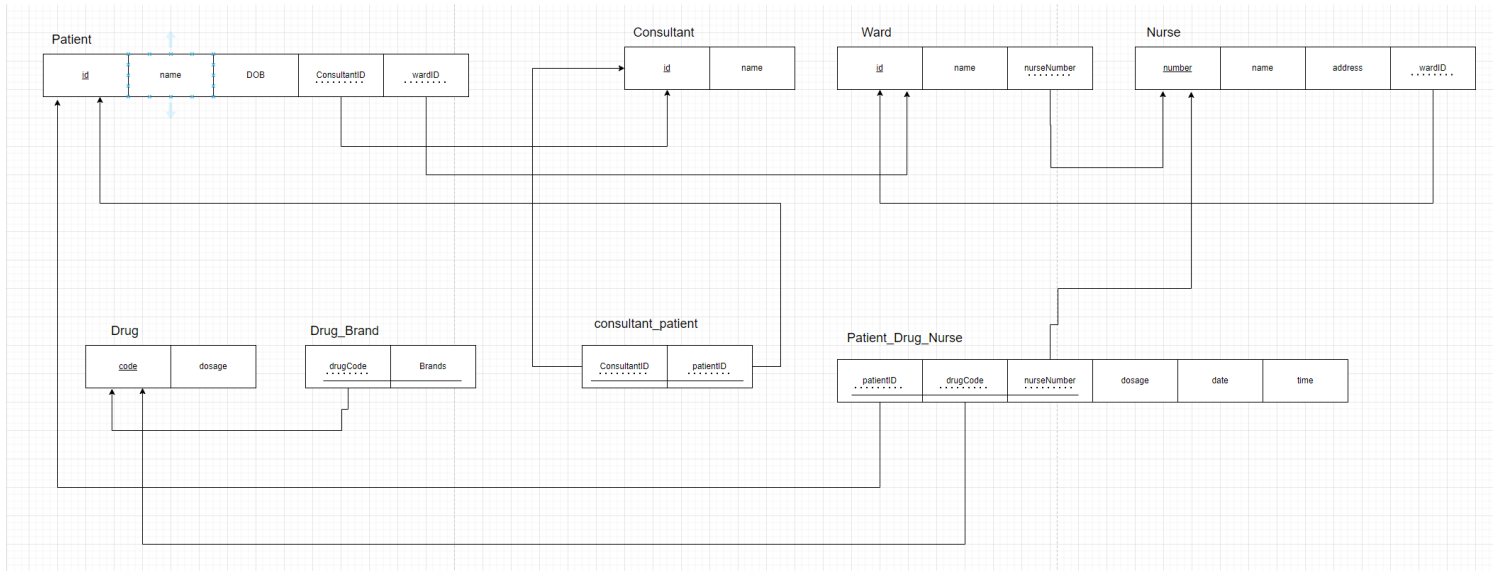 Patient
id name DOB ConsultantID wardID
Consultant
id name
Ward
id name nurseNumber
Nurse
number name address wardID
Drug
code dosage
Drug_Brand
drugCode Brands
consultant_patient
ConsultantID patientID
Patient_Drug_Nurse
patientID drugCode nurseNumber dosage date time